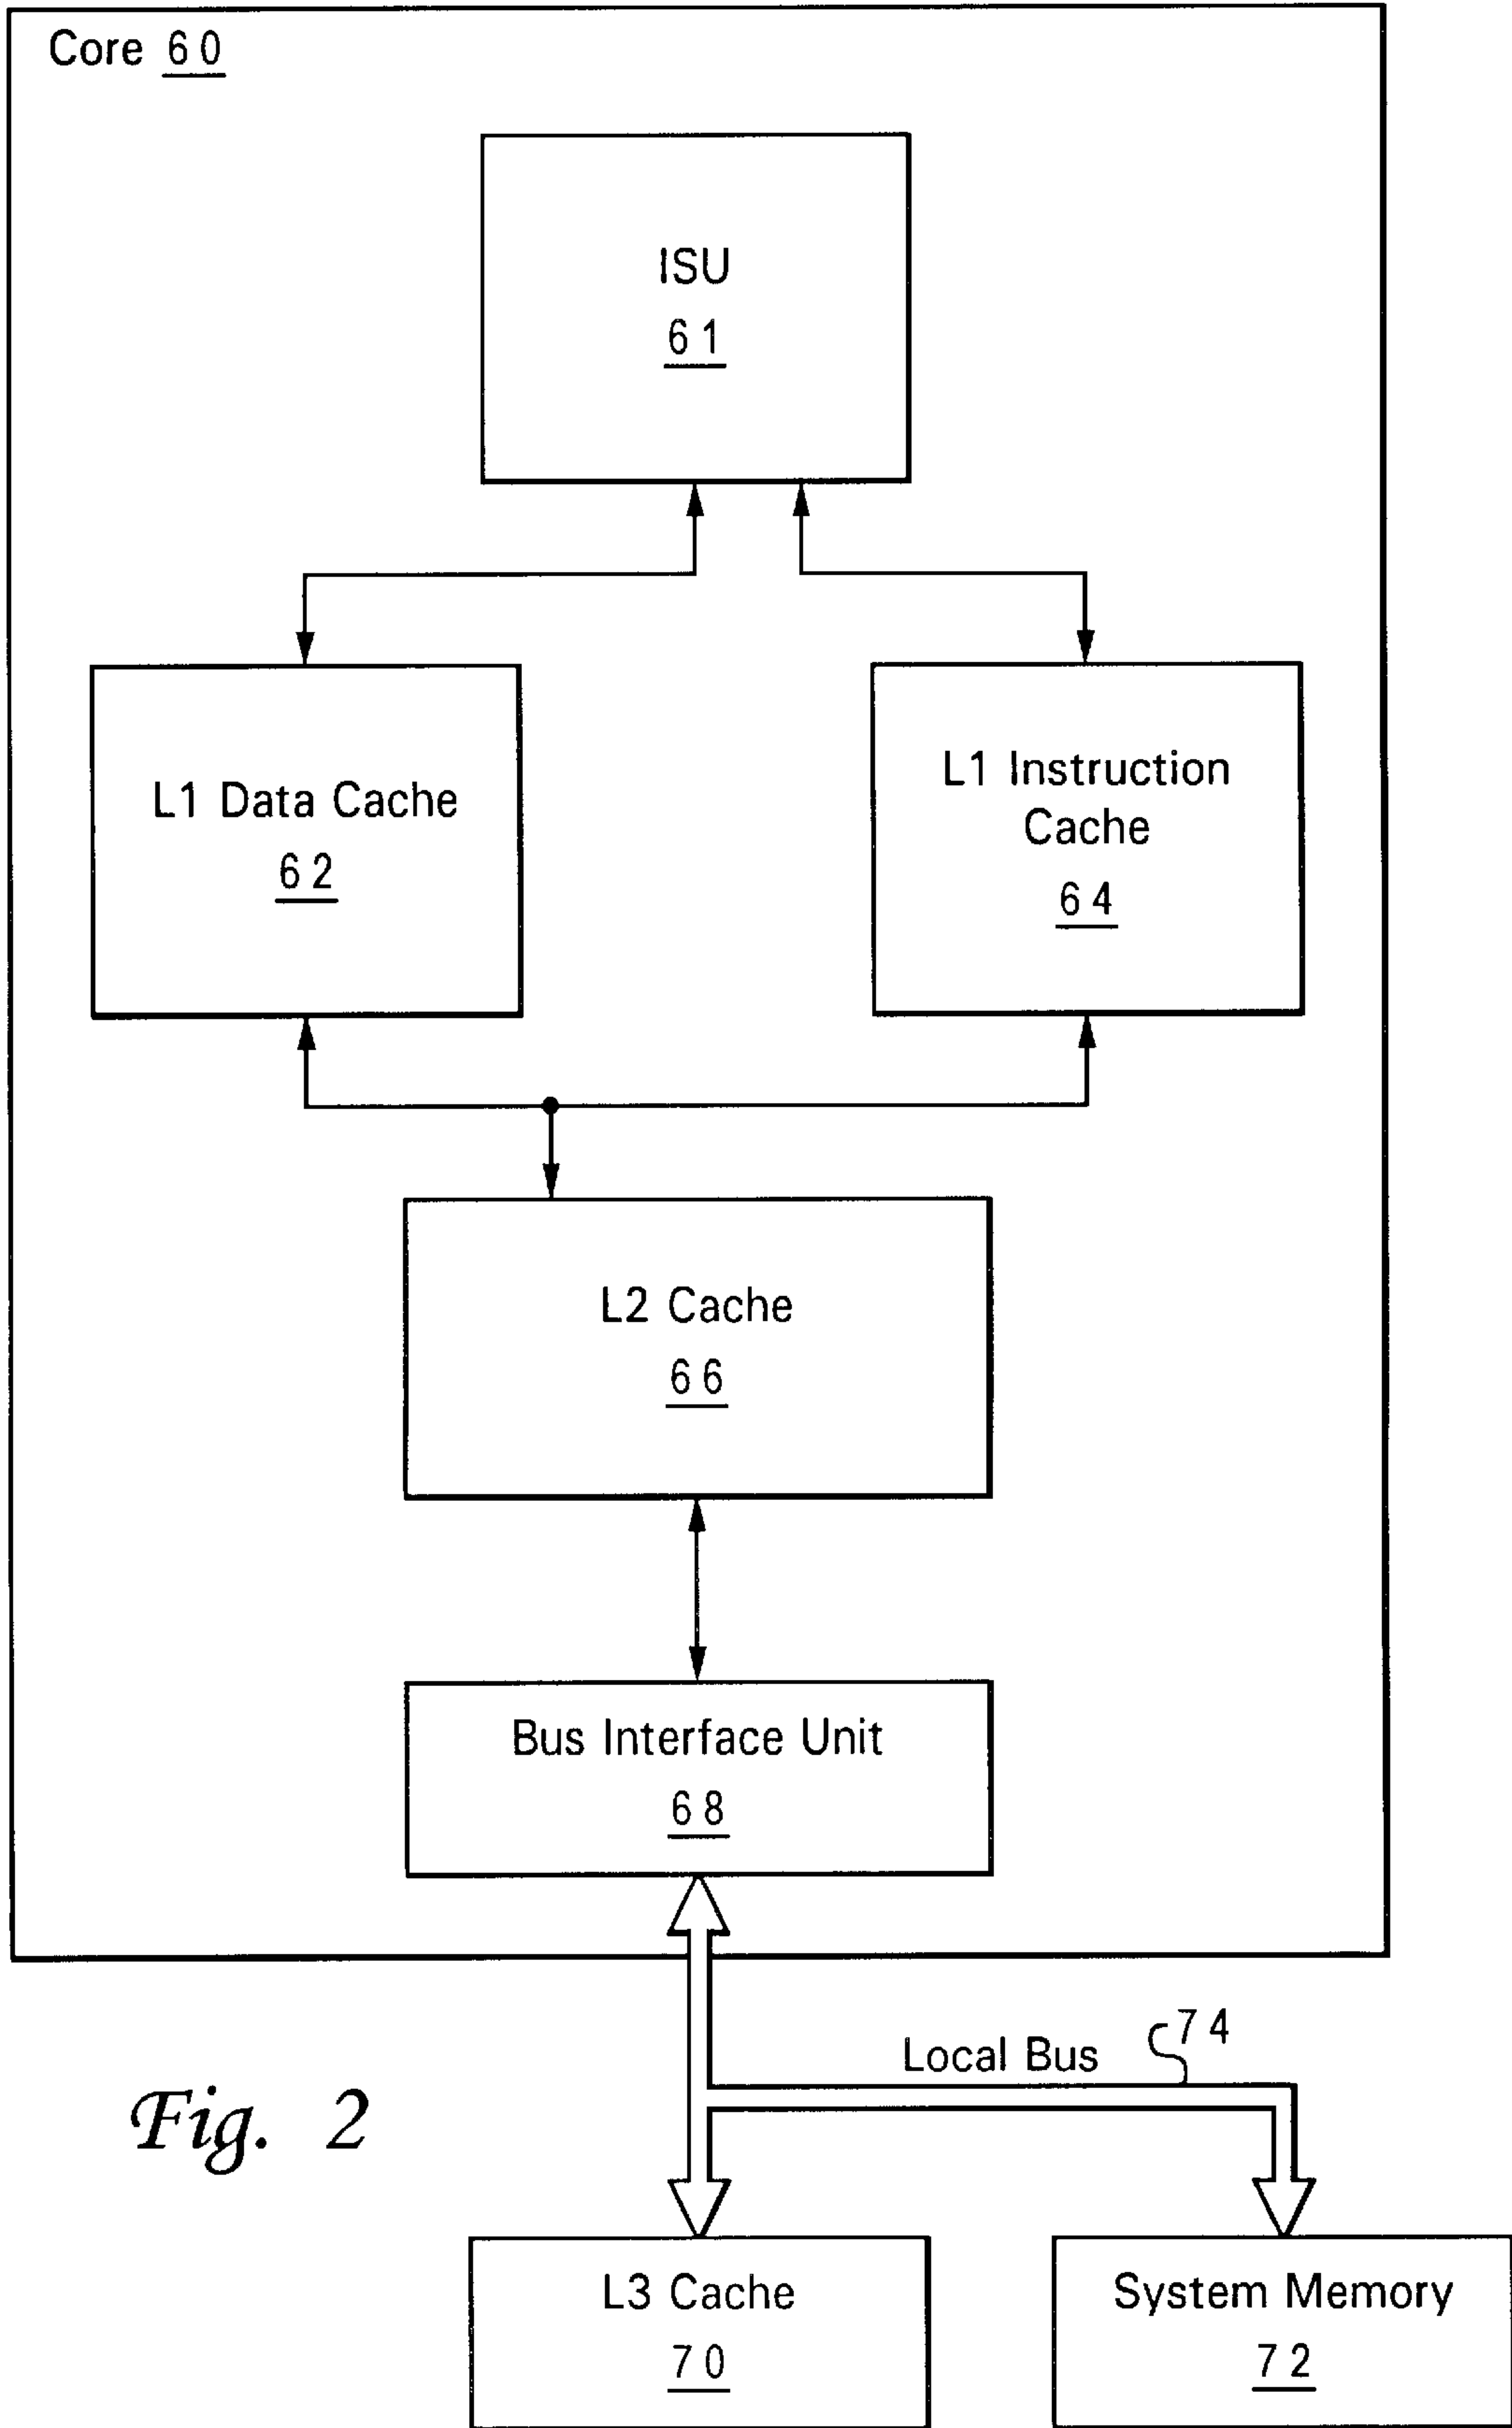 Core 60
ISU
61
L1 Data Cache
62
L1 Instruction
Cache
64
L2 Cache
66
Bus Interface Unit
68
Local Bus
74
Fig. 2
L3 Cache
70
System Memory
72